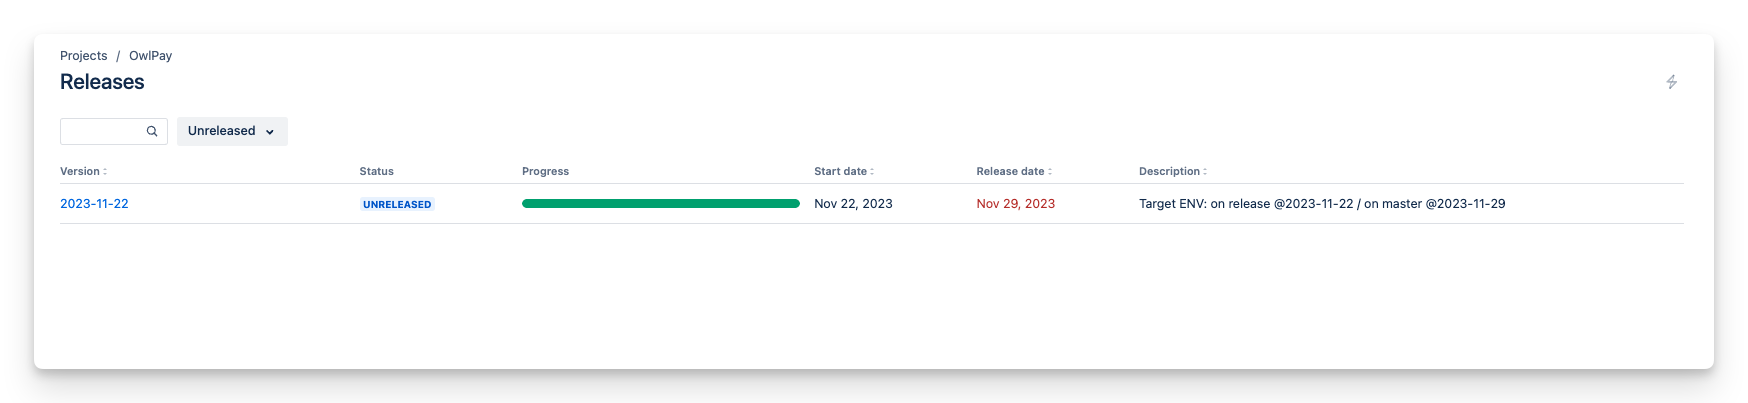 Projects / OwlPay
Releases
Unreleased
Version Status Progress Start date Release date Description
2023-11-22 UNRELEASED Nov 22, 2023 Nov 29, 2023 Target ENV: on release @2023-11-22 / on master @2023-11-29